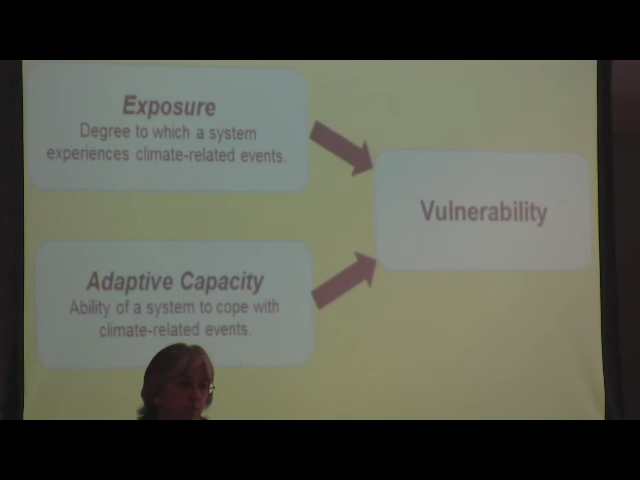 Exposure
Degree to which a system
experiences climate-related events.
Vulnerability
Adaptive Capacity
Ability of a system to cope with
climate-related events.